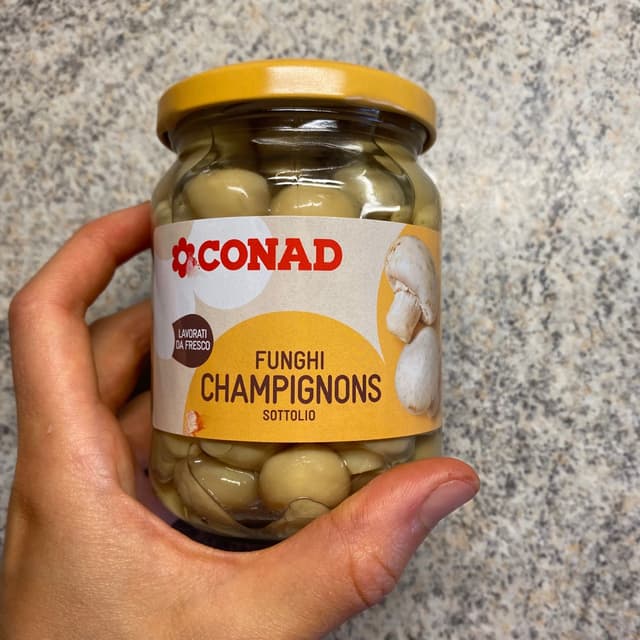 CONAD
LAVORATI
DA FRESCO
FUNGHI
CHAMPIGNONS
SOTTOLIO